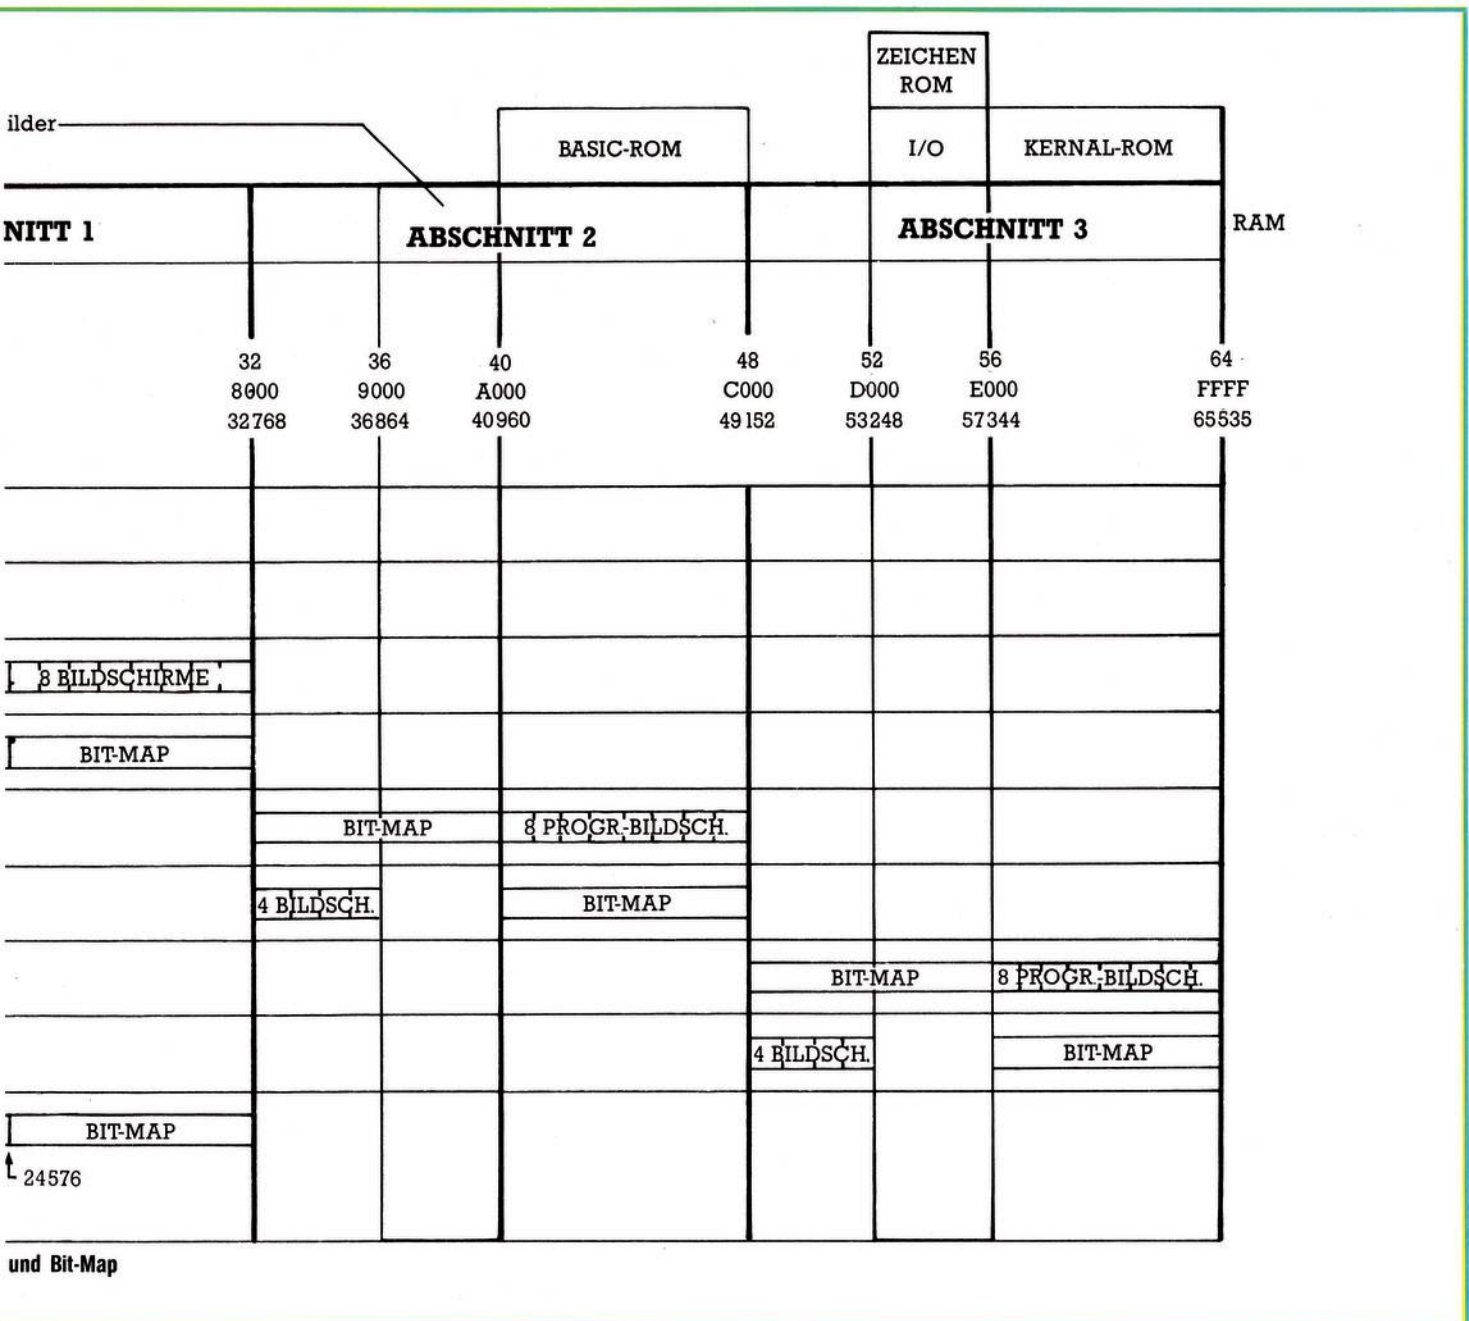 ZEICHEN
ROM
ilder
BASIC-ROM
I/O
KERNAL-ROM
NITT 1
ABSCHNITT 2
ABSCHNITT 3
RAM
32 36 40 48 52 56 64
8000 9000 A000 C000 D000 E000 FFFF
32768 36864 40960 49152 53248 57344 65535
8 BILDSCHIRME
BIT-MAP
BIT-MAP 8 PROGR.-BILDSCH.
4 BILDSCH. BIT-MAP
BIT-MAP 8 PROGR.-BILDSCH.
4 BILDSCH. BIT-MAP
BIT-MAP
24576
und Bit-Map